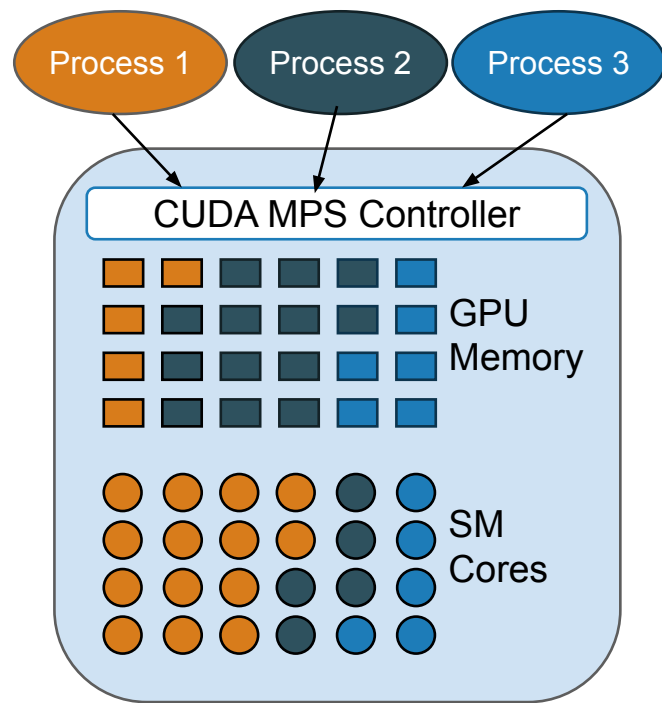 Process 1
Process 2
Process 3
CUDA MPS Controller
GPU
Memory
SM
Cores